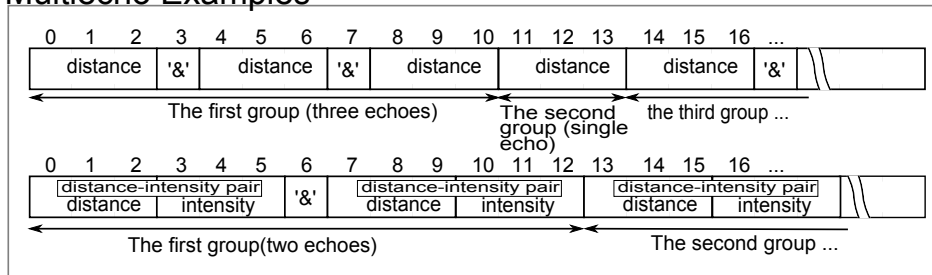 Multiecho Examples
0 1 2 3 4 5 6 7 8 9 10 11 12 13 14 15 16 ...
distance '&' distance '&' distance distance distance '&'
The first group (three echoes) The second group (single echo) the third group ...
0 1 2 3 4 5 6 7 8 9 10 11 12 13 14 15 16 ...
distance-intensity pair '&' distance-intensity pair distance-intensity pair
distance intensity distance intensity distance intensity
The first group(two echoes) The second group ...